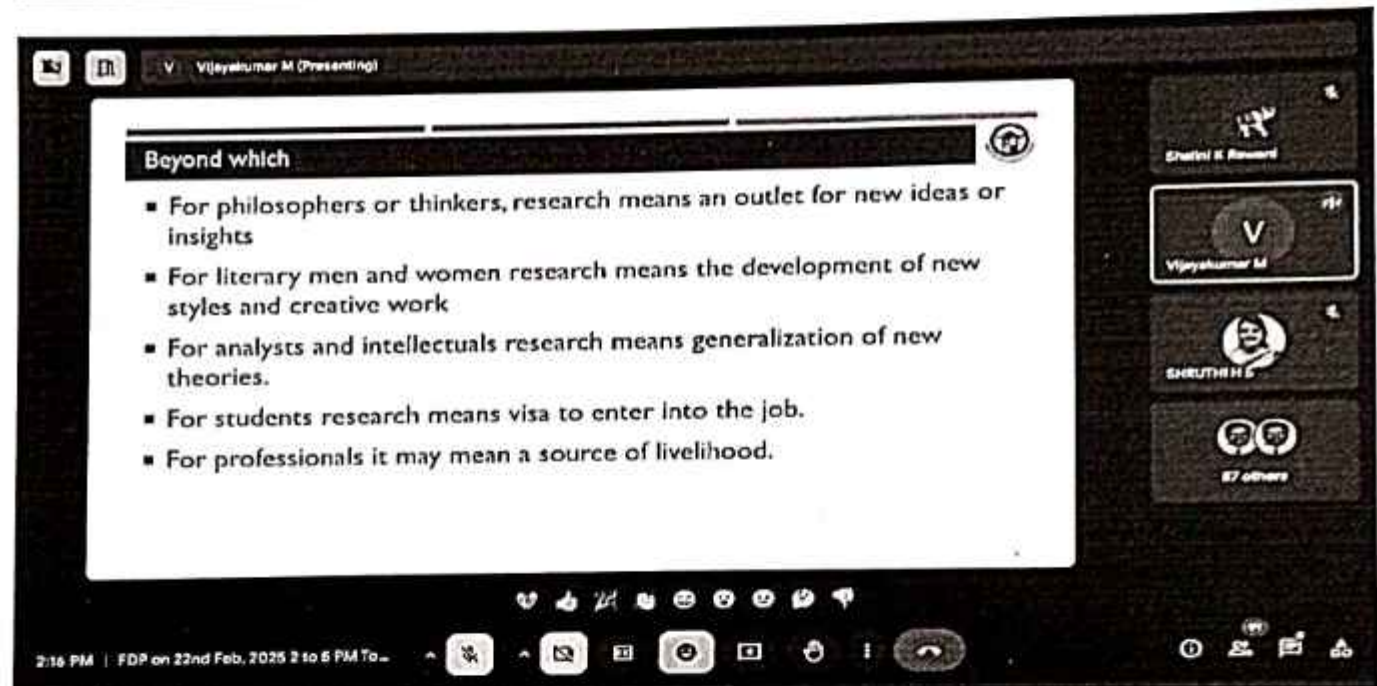 V Vijayakumar M (Presenting)
Beyond which
▪ For philosophers or thinkers, research means an outlet for new ideas or
insights
▪ For literary men and women research means the development of new
styles and creative work
▪ For analysts and intellectuals research means generalization of new
theories.
▪ For students research means visa to enter into the job.
▪ For professionals it may mean a source of livelihood.
Shalini K
V
Vijayakumar M
SHRUTHI H S
87 others
2:16 PM | FDP on 22nd Feb, 2025 2 to 5 PM To...